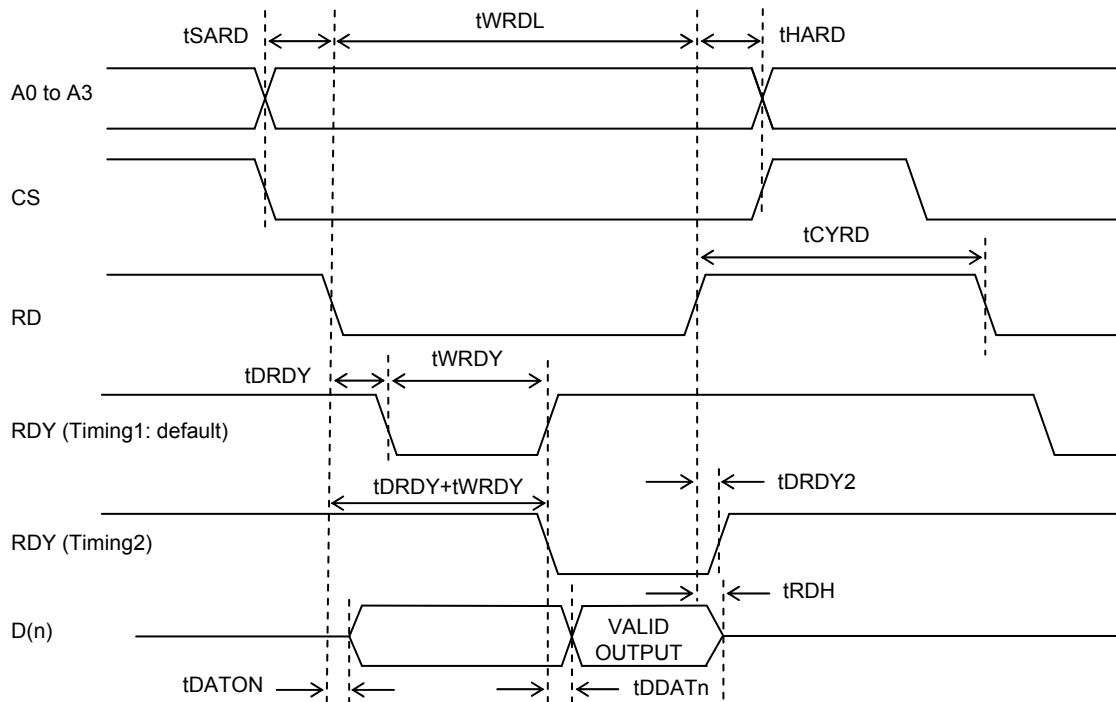 tSARD
tWRDL
tHARD
A0 to A3
CS
tCYRD
RD
tWRDY
tDRDY
RDY (Timing1: default)
tDRDY+tWRDY
tDRDY2
RDY (Timing2)
tRDH
D(n)
VALID
OUTPUT
tDATON
tDDATn